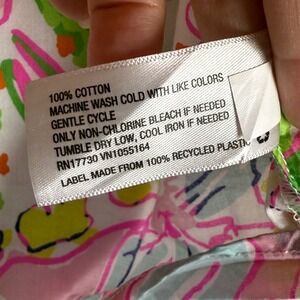 100% COTTON
MACHINE WASH COLD WITH LIKE COLORS
GENTLE CYCLE
ONLY NON-CHLORINE BLEACH IF NEEDED
TUMBLE DRY LOW, COOL IRON IF NEEDED
RN17730 VN1055164
LABEL MADE FROM 100% RECYCLED PLASTIC